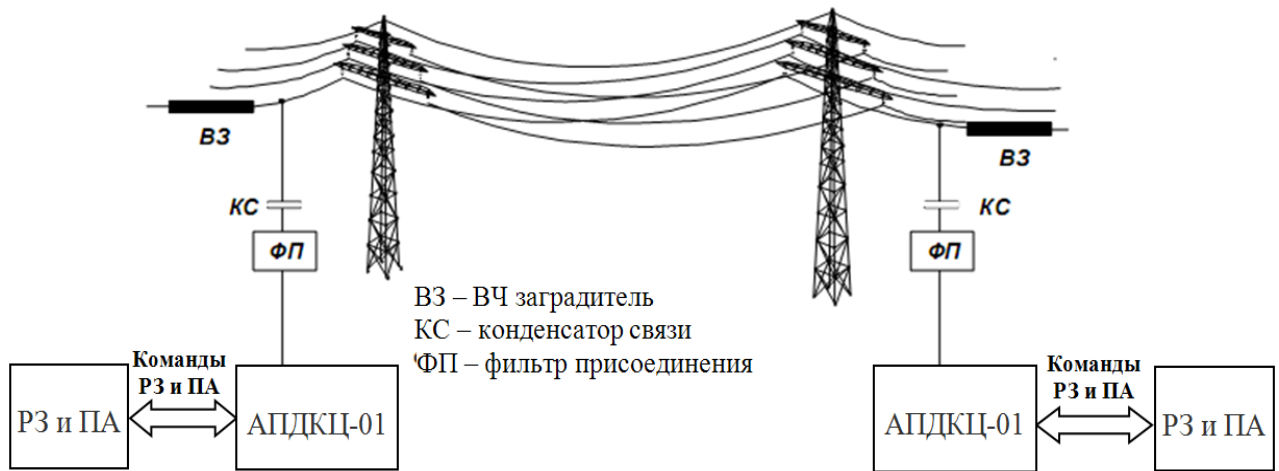 ВЗ
ВЗ
КС
КС
ФП
ФП
ВЗ – ВЧ заградитель
КС – конденсатор связи
ФП – фильтр присоединения
Команды
РЗ и ПА
Команды
РЗ и ПА
РЗ и ПА
АПДКЦ-01
АПДКЦ-01
РЗ и ПА